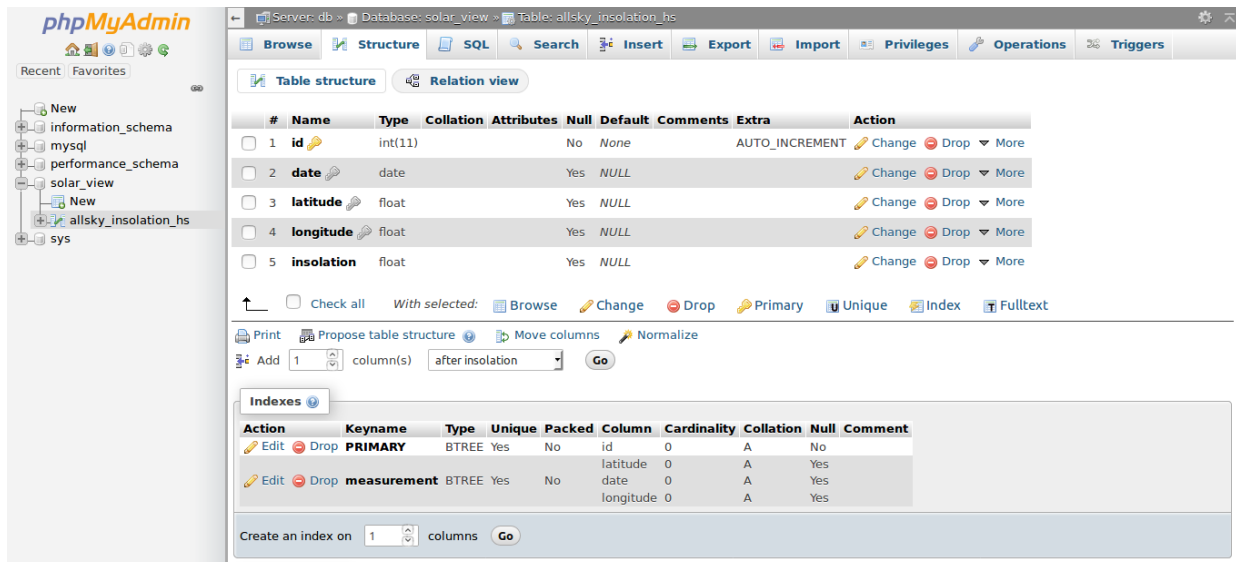 phpMyAdmin
Recent Favorites
New
information_schema
mysql
performance_schema
solar_view
New
allsky_insolation_hs
sys
Server: db » Database: solar_view » Table: allsky_insolation_hs
Browse Structure SQL Search Insert Export Import Privileges Operations Triggers
Table structure Relation view
# Name Type Collation Attributes Null Default Comments Extra Action
1 id int(11) No None AUTO_INCREMENT Change Drop More
2 date date Yes NULL Change Drop More
3 latitude float Yes NULL Change Drop More
4 longitude float Yes NULL Change Drop More
5 insolation float Yes NULL Change Drop More
Check all With selected: Browse Change Drop Primary U Unique Index T Fulltext
Print Propose table structure Move columns Normalize
Add 1 column(s) after insolation Go
Indexes
Action Keyname Type Unique Packed Column Cardinality Collation Null Comment
Edit Drop PRIMARY BTREE Yes No id 0 A No
latitude 0 A Yes
Edit Drop measurement BTREE Yes No date 0 A Yes
longitude 0 A Yes
Create an index on 1 columns Go